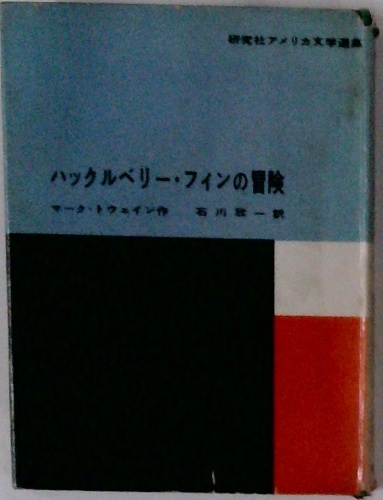 研究社アメリカ文学選集
ハックルベリー・フィンの冒険
マーク・トウェイン作 石川欣一訳